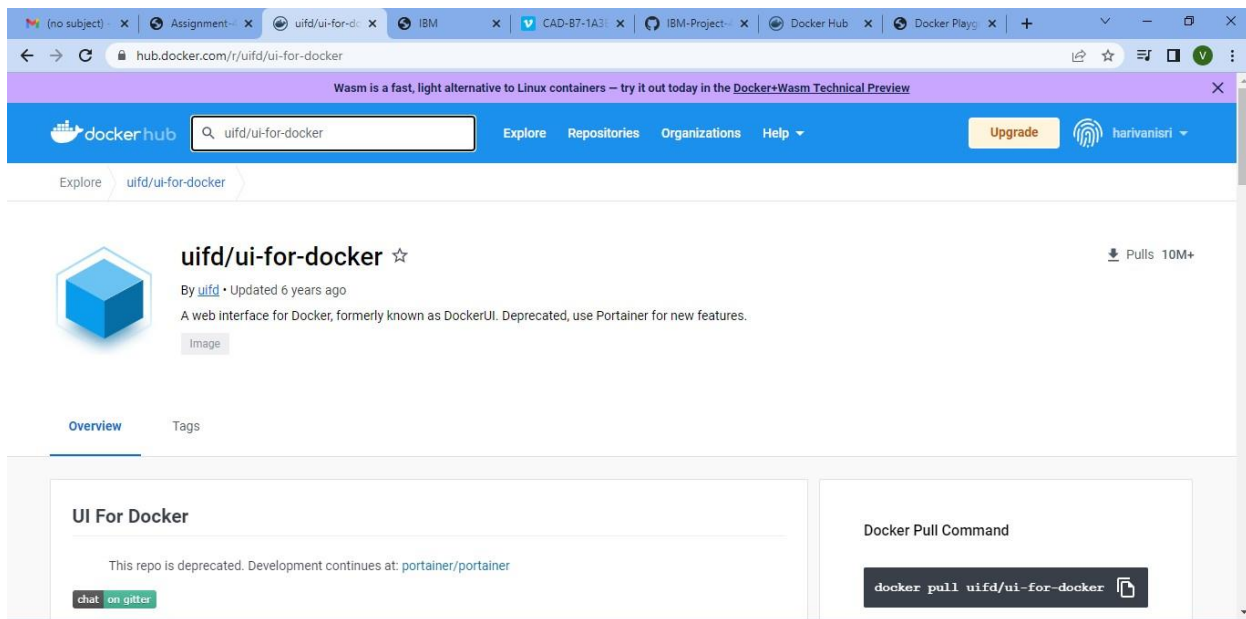 (no subject) -
Assignment-4
uifd/ui-for-do
IBM
CAD-B7-1A3E
IBM-Project-4
Docker Hub
Docker Playg
hub.docker.com/r/uifd/ui-for-docker
V
Wasm is a fast, light alternative to Linux containers — try it out today in the Docker+Wasm Technical Preview
dockerhub
uifd/ui-for-docker
Explore Repositories Organizations Help
Upgrade
harivanisri
Explore uifd/ui-for-docker
uifd/ui-for-docker
Pulls 10M+
By uifd • Updated 6 years ago
A web interface for Docker, formerly known as DockerUI. Deprecated, use Portainer for new features.
Image
Overview Tags
UI For Docker
This repo is deprecated. Development continues at: portainer/portainer
chat on gitter
Docker Pull Command
docker pull uifd/ui-for-docker